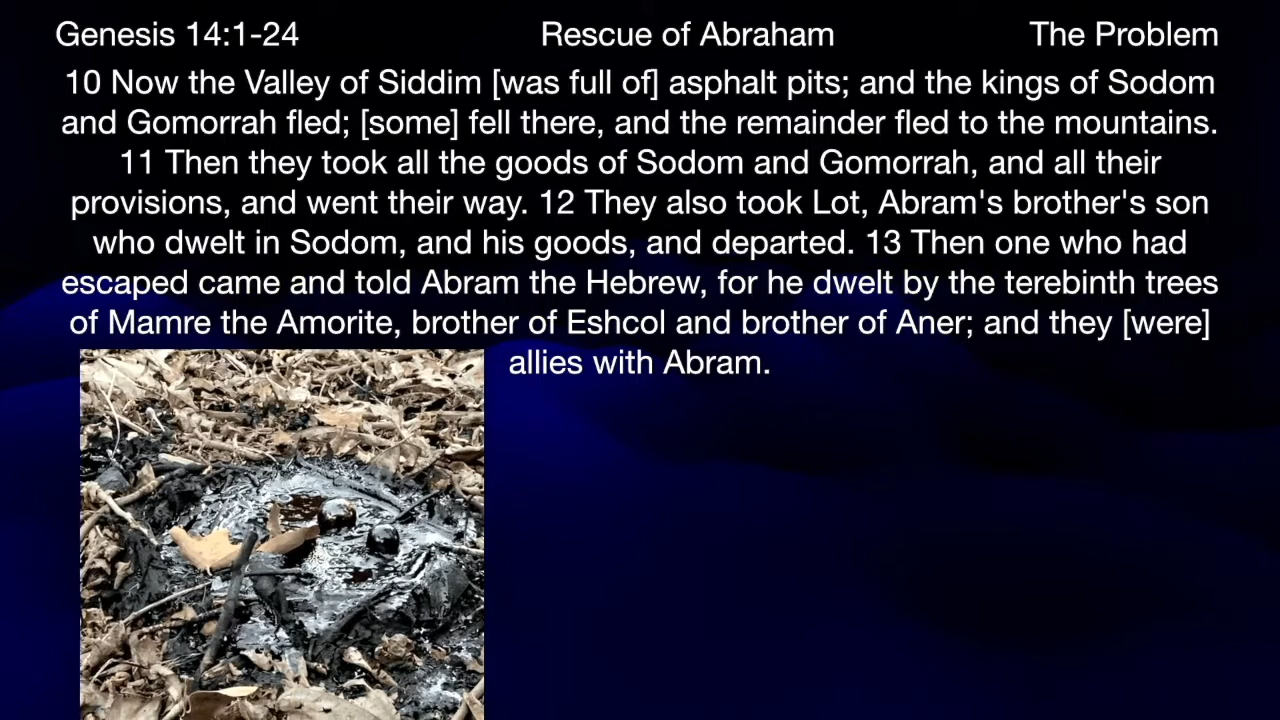 Genesis 14:1-24 Rescue of Abraham The Problem
10 Now the Valley of Siddim [was full of] asphalt pits; and the kings of Sodom
and Gomorrah fled; [some] fell there, and the remainder fled to the mountains.
11 Then they took all the goods of Sodom and Gomorrah, and all their
provisions, and went their way. 12 They also took Lot, Abram's brother's son
who dwelt in Sodom, and his goods, and departed. 13 Then one who had
escaped came and told Abram the Hebrew, for he dwelt by the terebinth trees
of Mamre the Amorite, brother of Eshcol and brother of Aner; and they [were]
allies with Abram.